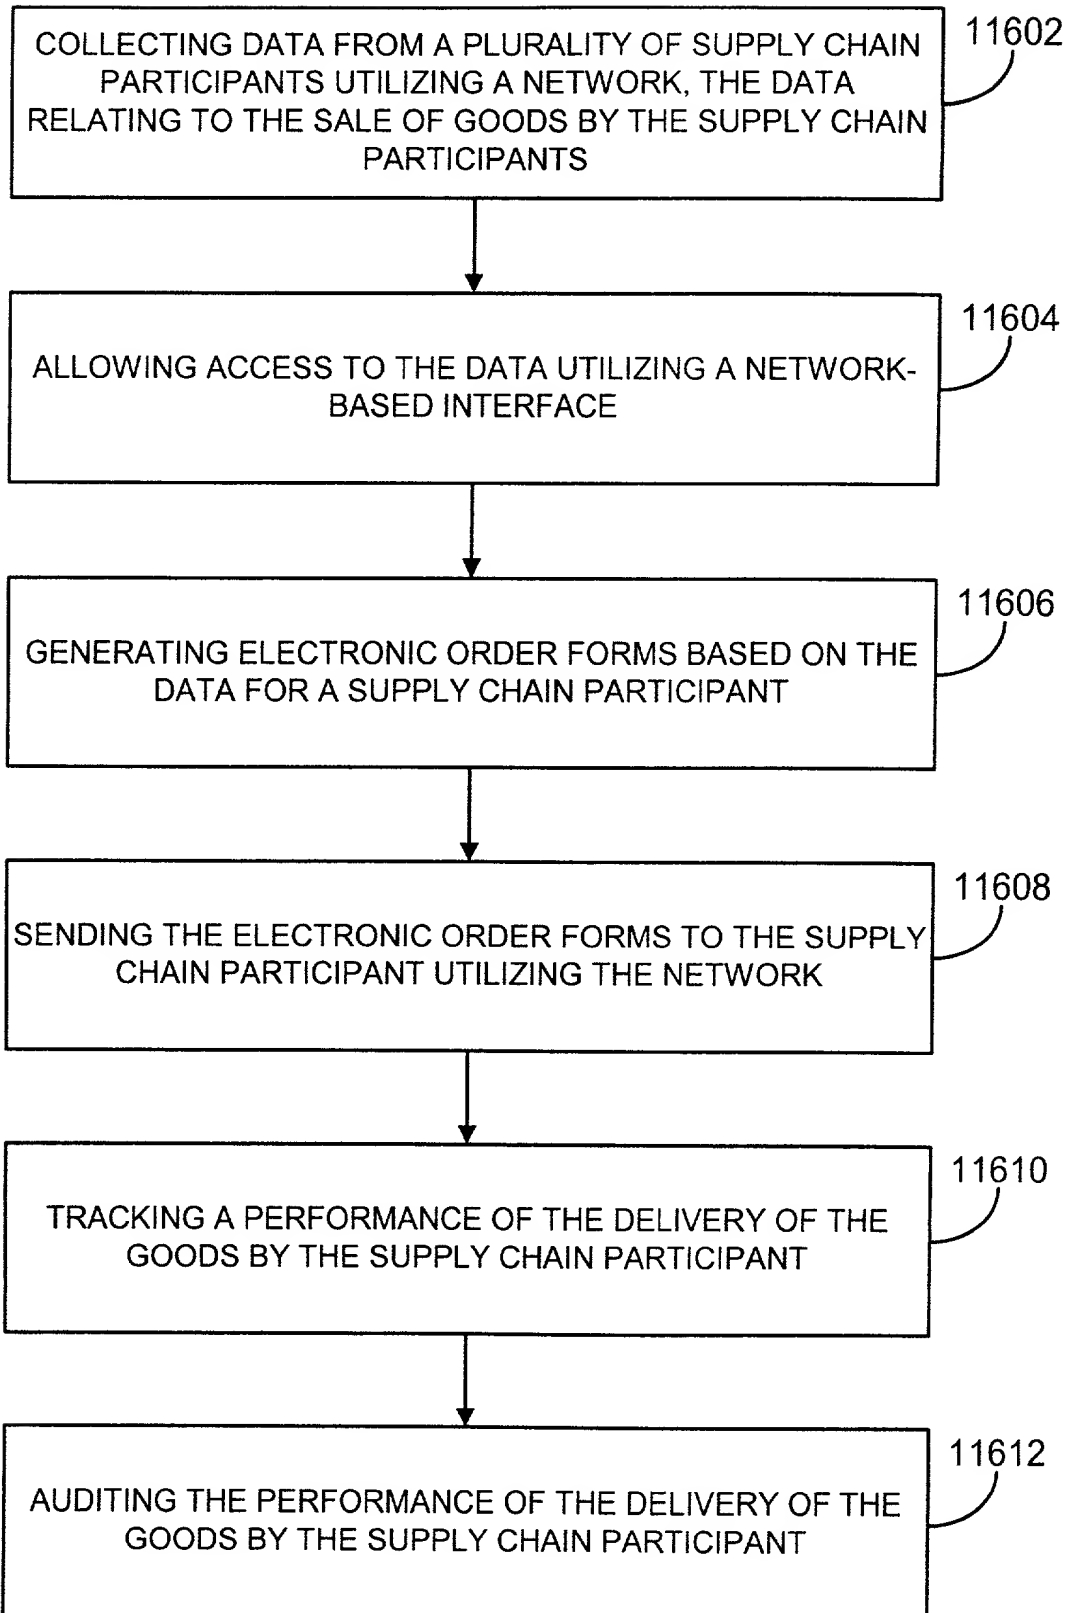 COLLECTING DATA FROM A PLURALITY OF SUPPLY CHAIN
PARTICIPANTS UTILIZING A NETWORK, THE DATA
RELATING TO THE SALE OF GOODS BY THE SUPPLY CHAIN
PARTICIPANTS
11602
ALLOWING ACCESS TO THE DATA UTILIZING A NETWORK-
BASED INTERFACE
11604
GENERATING ELECTRONIC ORDER FORMS BASED ON THE
DATA FOR A SUPPLY CHAIN PARTICIPANT
11606
SENDING THE ELECTRONIC ORDER FORMS TO THE SUPPLY
CHAIN PARTICIPANT UTILIZING THE NETWORK
11608
TRACKING A PERFORMANCE OF THE DELIVERY OF THE
GOODS BY THE SUPPLY CHAIN PARTICIPANT
11610
AUDITING THE PERFORMANCE OF THE DELIVERY OF THE
GOODS BY THE SUPPLY CHAIN PARTICIPANT
11612